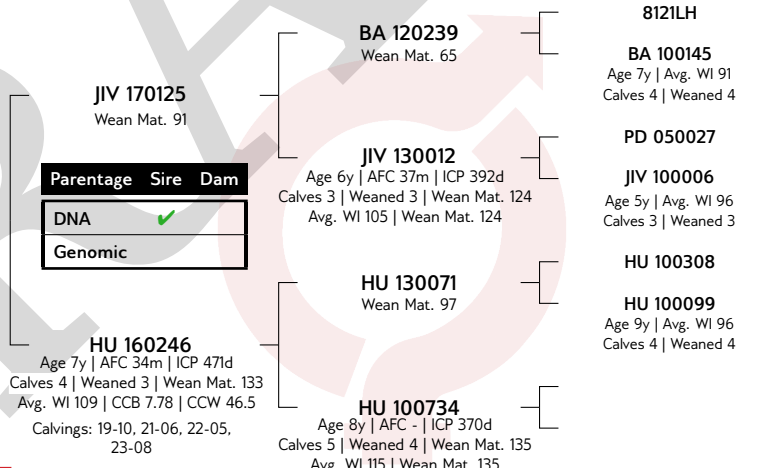 JIV 170125
Wean Mat. 91
Parentage Sire Dam
DNA ✔
Genomic
HU 160246
Age 7y | AFC 34m | ICP 471d
Calves 4 | Weaned 3 | Wean Mat. 133
Avg. WI 109 | CCB 7.78 | CCW 46.5
Calvings: 19-10, 21-06, 22-05,
23-08
BA 120239
Wean Mat. 65
JIV 130012
Age 6y | AFC 37m | ICP 392d
Calves 3 | Weaned 3 | Wean Mat. 124
Avg. WI 105 | Wean Mat. 124
HU 130071
Wean Mat. 97
HU 100734
Age 8y | AFC - | ICP 370d
Calves 5 | Weaned 4 | Wean Mat. 135
Avg. WI 115 | Wean Mat. 135
8121LH
BA 100145
Age 7y | Avg. WI 91
Calves 4 | Weaned 4
PD 050027
JIV 100006
Age 5y | Avg. WI 96
Calves 3 | Weaned 3
HU 100308
HU 100099
Age 9y | Avg. WI 96
Calves 4 | Weaned 4